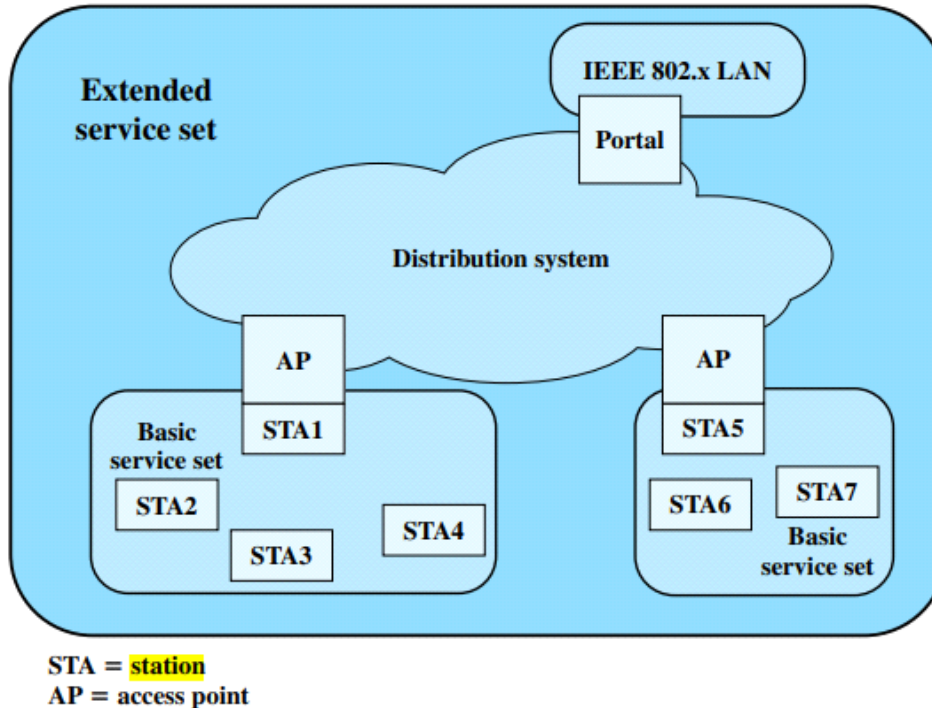 Extended
service set
IEEE 802.x LAN
Portal
Distribution system
AP
AP
STA1
STA5
Basic
service set
STA2
STA3
STA4
STA6
STA7
Basic
service set
STA = station
AP = access point